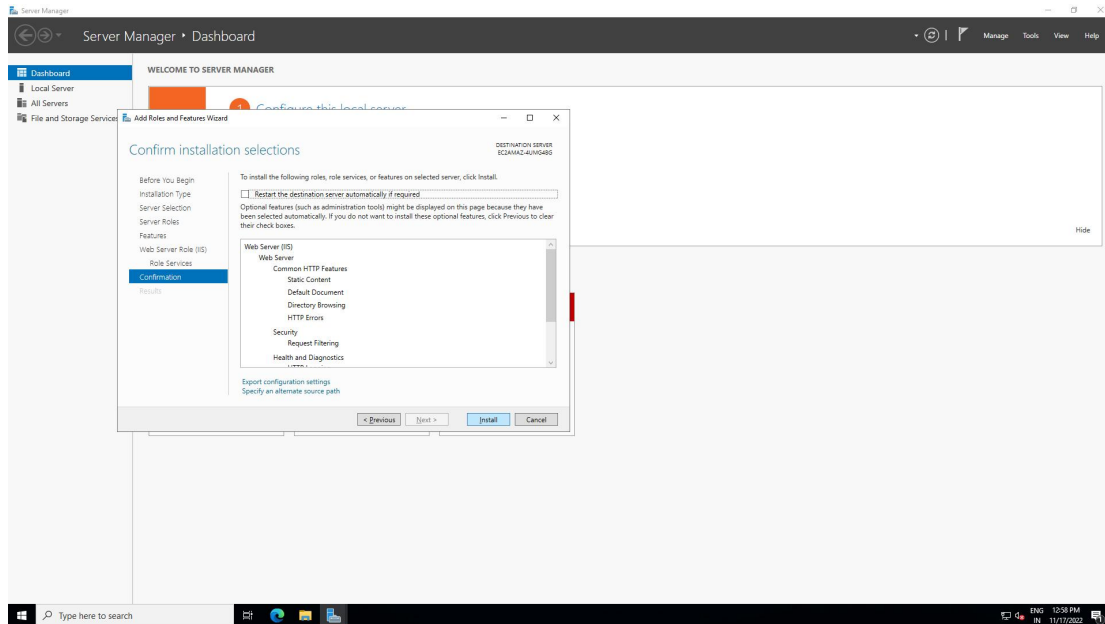 Server Manager
Server Manager • Dashboard
Manage Tools View Help
Dashboard
Local Server
All Servers
File and Storage Services
WELCOME TO SERVER MANAGER
1 Configure this local server
Hide
Add Roles and Features Wizard
Confirm installation selections
DESTINATION SERVER
EC2AMAZ-4UMG4BG
Before You Begin
Installation Type
Server Selection
Server Roles
Features
Web Server Role (IIS)
Role Services
Confirmation
Results
To install the following roles, role services, or features on selected server, click Install.
Restart the destination server automatically if required
Optional features (such as administration tools) might be displayed on this page because they have
been selected automatically. If you do not want to install these optional features, click Previous to clear
their check boxes.
Web Server (IIS)
Web Server
Common HTTP Features
Static Content
Default Document
Directory Browsing
HTTP Errors
Security
Request Filtering
Health and Diagnostics
Export configuration settings
Specify an alternate source path
< Previous Next > Install Cancel
Type here to search
ENG 12:58 PM
IN 11/17/2022